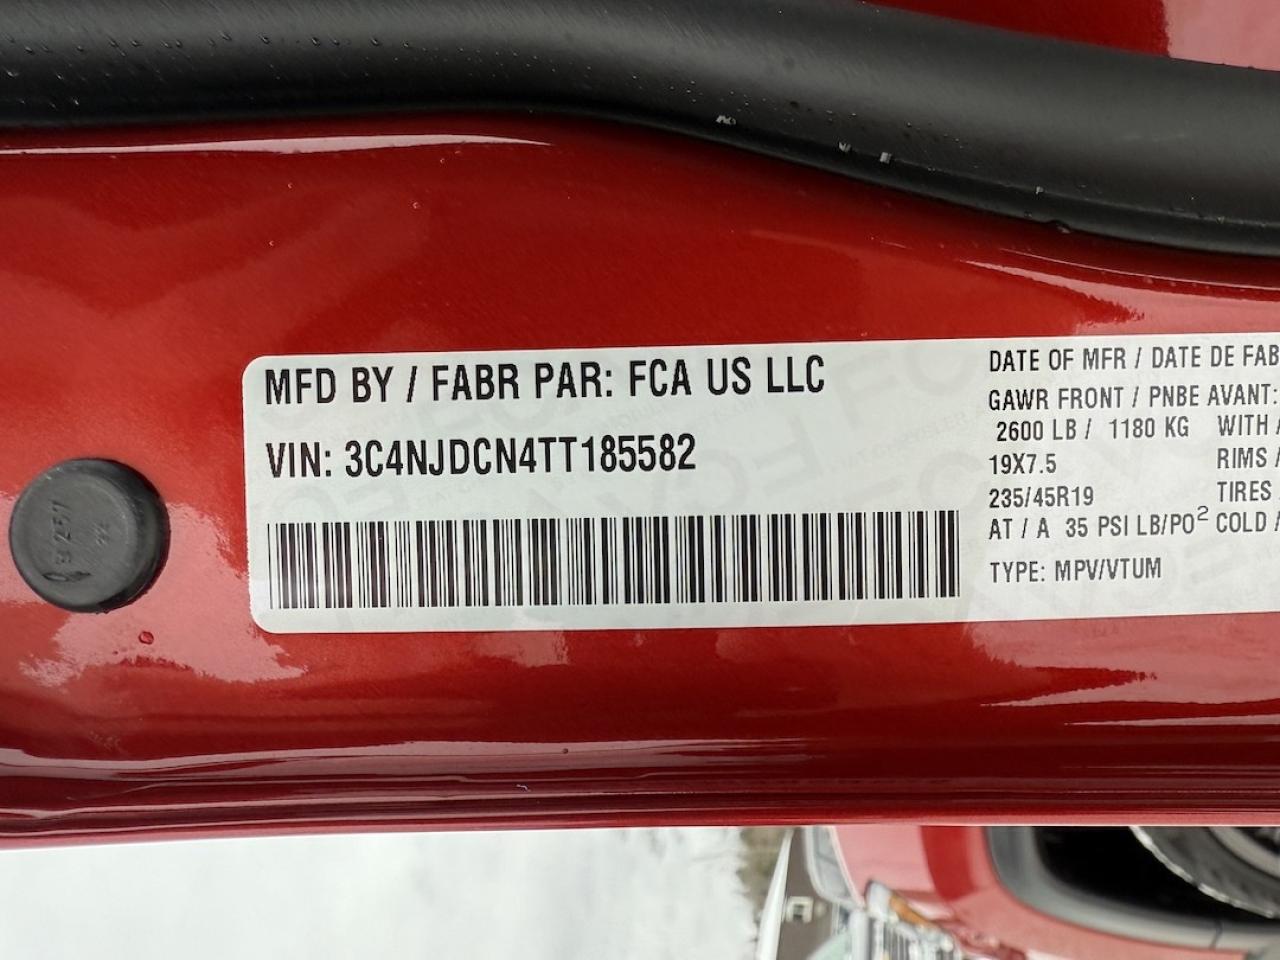 MFD BY / FABR PAR: FCA US LLC
VIN: 3C4NJDCN4TT185582
DATE OF MFR / DATE DE FAB
GAWR FRONT / PNBE AVANT:
2600 LB / 1180 KG WITH /
19X7.5 RIMS /
235/45R19 TIRES
AT / A 35 PSI LB/PO² COLD /
TYPE: MPV/VTUM